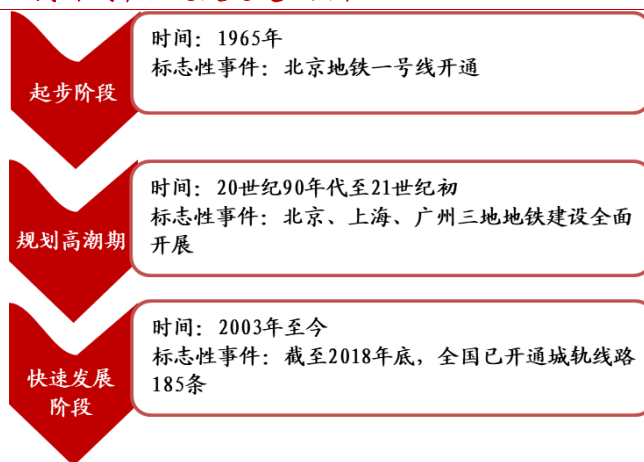 起步阶段
时间：1965年
标志性事件：北京地铁一号线开通
规划高潮期
时间：20世纪90年代至21世纪初
标志性事件：北京、上海、广州三地地铁建设全面
开展
快速发展
阶段
时间：2003年至今
标志性事件：截至2018年底，全国已开通城轨线路
185条